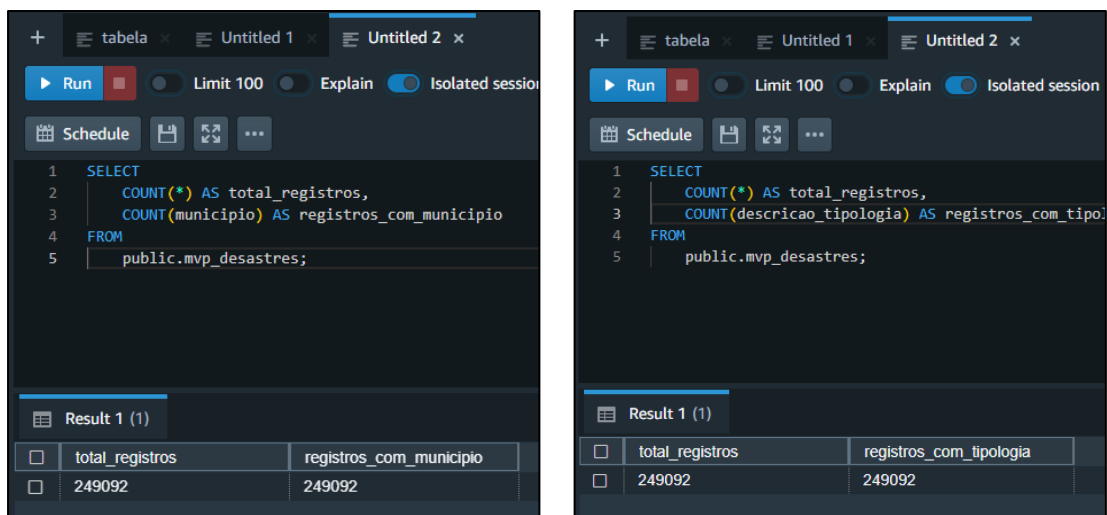 + tabela × Untitled 1 × Untitled 2 ×
Run Limit 100 Explain Isolated session
Schedule
1 SELECT
2 COUNT(*) AS total_registros,
3 COUNT(municipio) AS registros_com_municipio
4 FROM
5 public.mvp_desastres;
Result 1 (1)
total_registros registros_com_municipio
249092 249092
+ tabela × Untitled 1 × Untitled 2 ×
Run Limit 100 Explain Isolated session
Schedule
1 SELECT
2 COUNT(*) AS total_registros,
3 COUNT(descricao_tipologia) AS registros_com_tipol
4 FROM
5 public.mvp_desastres;
Result 1 (1)
total_registros registros_com_tipologia
249092 249092